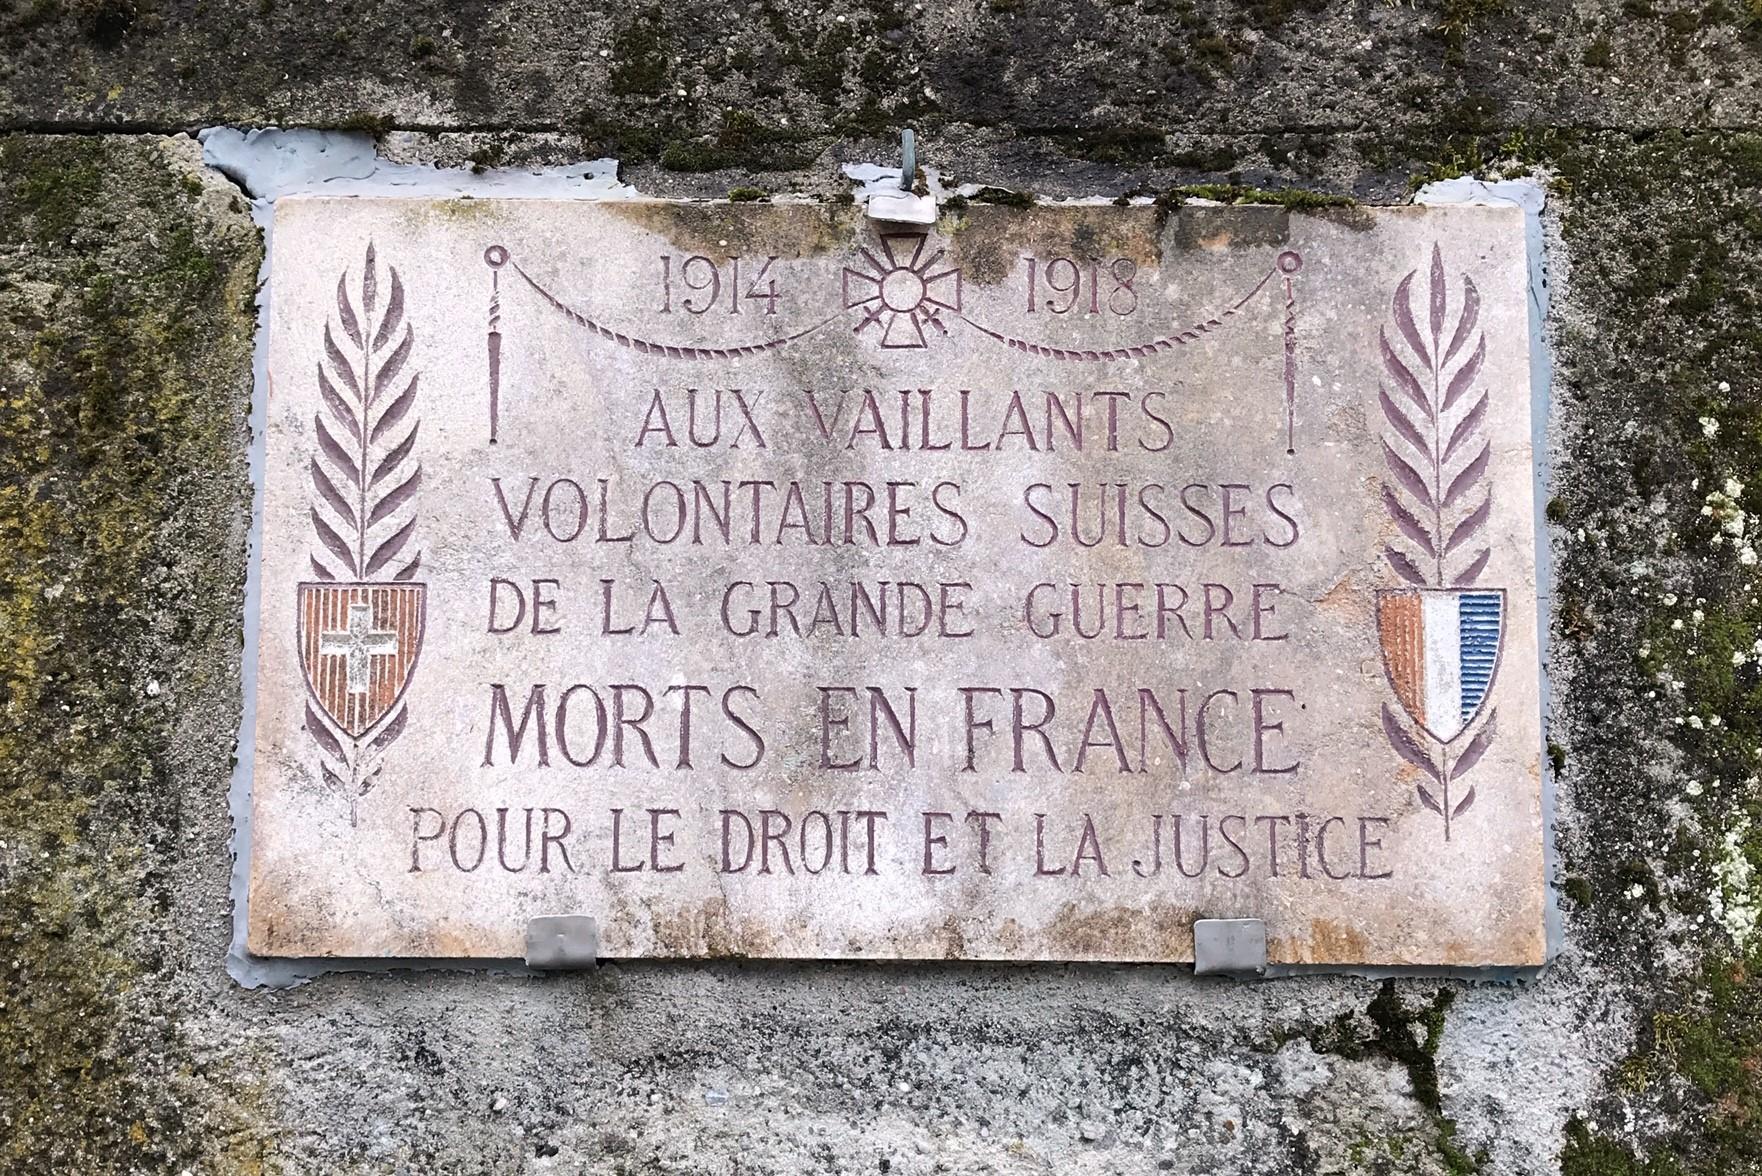 1914 1918
AUX VAILLANTS
VOLONTAIRES SUISSES
DE LA GRANDE GUERRE
MORTS EN FRANCE
POUR LE DROIT ET LA JUSTICE